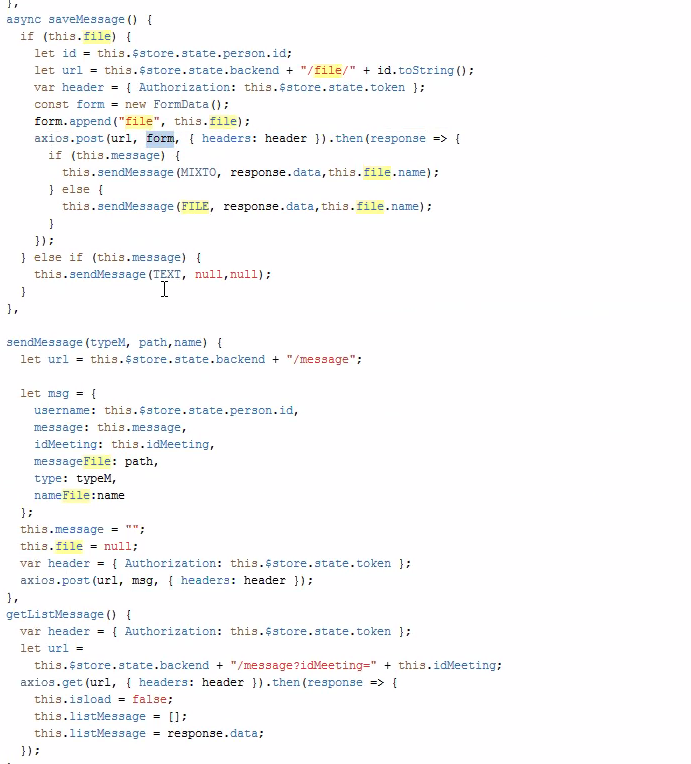 },
async saveMessage() {
if (this.file) {
let id = this.$store.state.person.id;
let url = this.$store.state.backend + "/file/" + id.toString();
var header = { Authorization: this.$store.state.token };
const form = new FormData();
form.append("file", this.file);
axios.post(url, form, { headers: header }).then(response => {
if (this.message) {
this.sendMessage(MIXTO, response.data,this.file.name);
} else {
this.sendMessage(FILE, response.data,this.file.name);
}
});
} else if (this.message) {
this.sendMessage(TEXT, null,null);
}
},
sendMessage(typeM, path,name) {
let url = this.$store.state.backend + "/message";
let msg = {
username: this.$store.state.person.id,
message: this.message,
idMeeting: this.idMeeting,
messageFile: path,
type: typeM,
nameFile:name
};
this.message = "";
this.file = null;
var header = { Authorization: this.$store.state.token };
axios.post(url, msg, { headers: header });
},
getListMessage() {
var header = { Authorization: this.$store.state.token };
let url =
this.$store.state.backend + "/message?idMeeting=" + this.idMeeting;
axios.get(url, { headers: header }).then(response => {
this.isload = false;
this.listMessage = [];
this.listMessage = response.data;
});